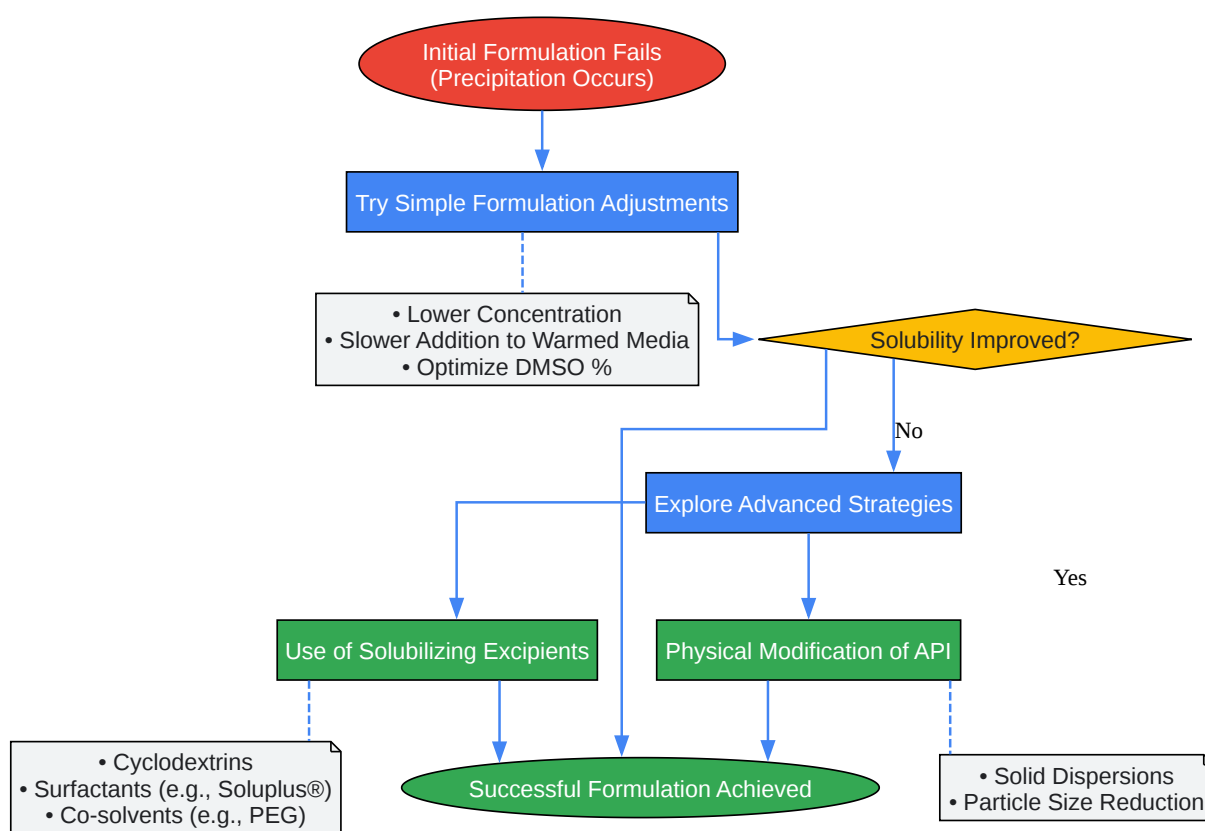 Initial Formulation Fails
(Precipitation Occurs)
Try Simple Formulation Adjustments
• Lower Concentration
• Slower Addition to Warmed Media
• Optimize DMSO %
Solubility Improved?
No
Explore Advanced Strategies
Yes
Use of Solubilizing Excipients
Physical Modification of API
• Cyclodextrins
• Surfactants (e.g., Soluplus®)
• Co-solvents (e.g., PEG)
Successful Formulation Achieved
• Solid Dispersions
• Particle Size Reduction